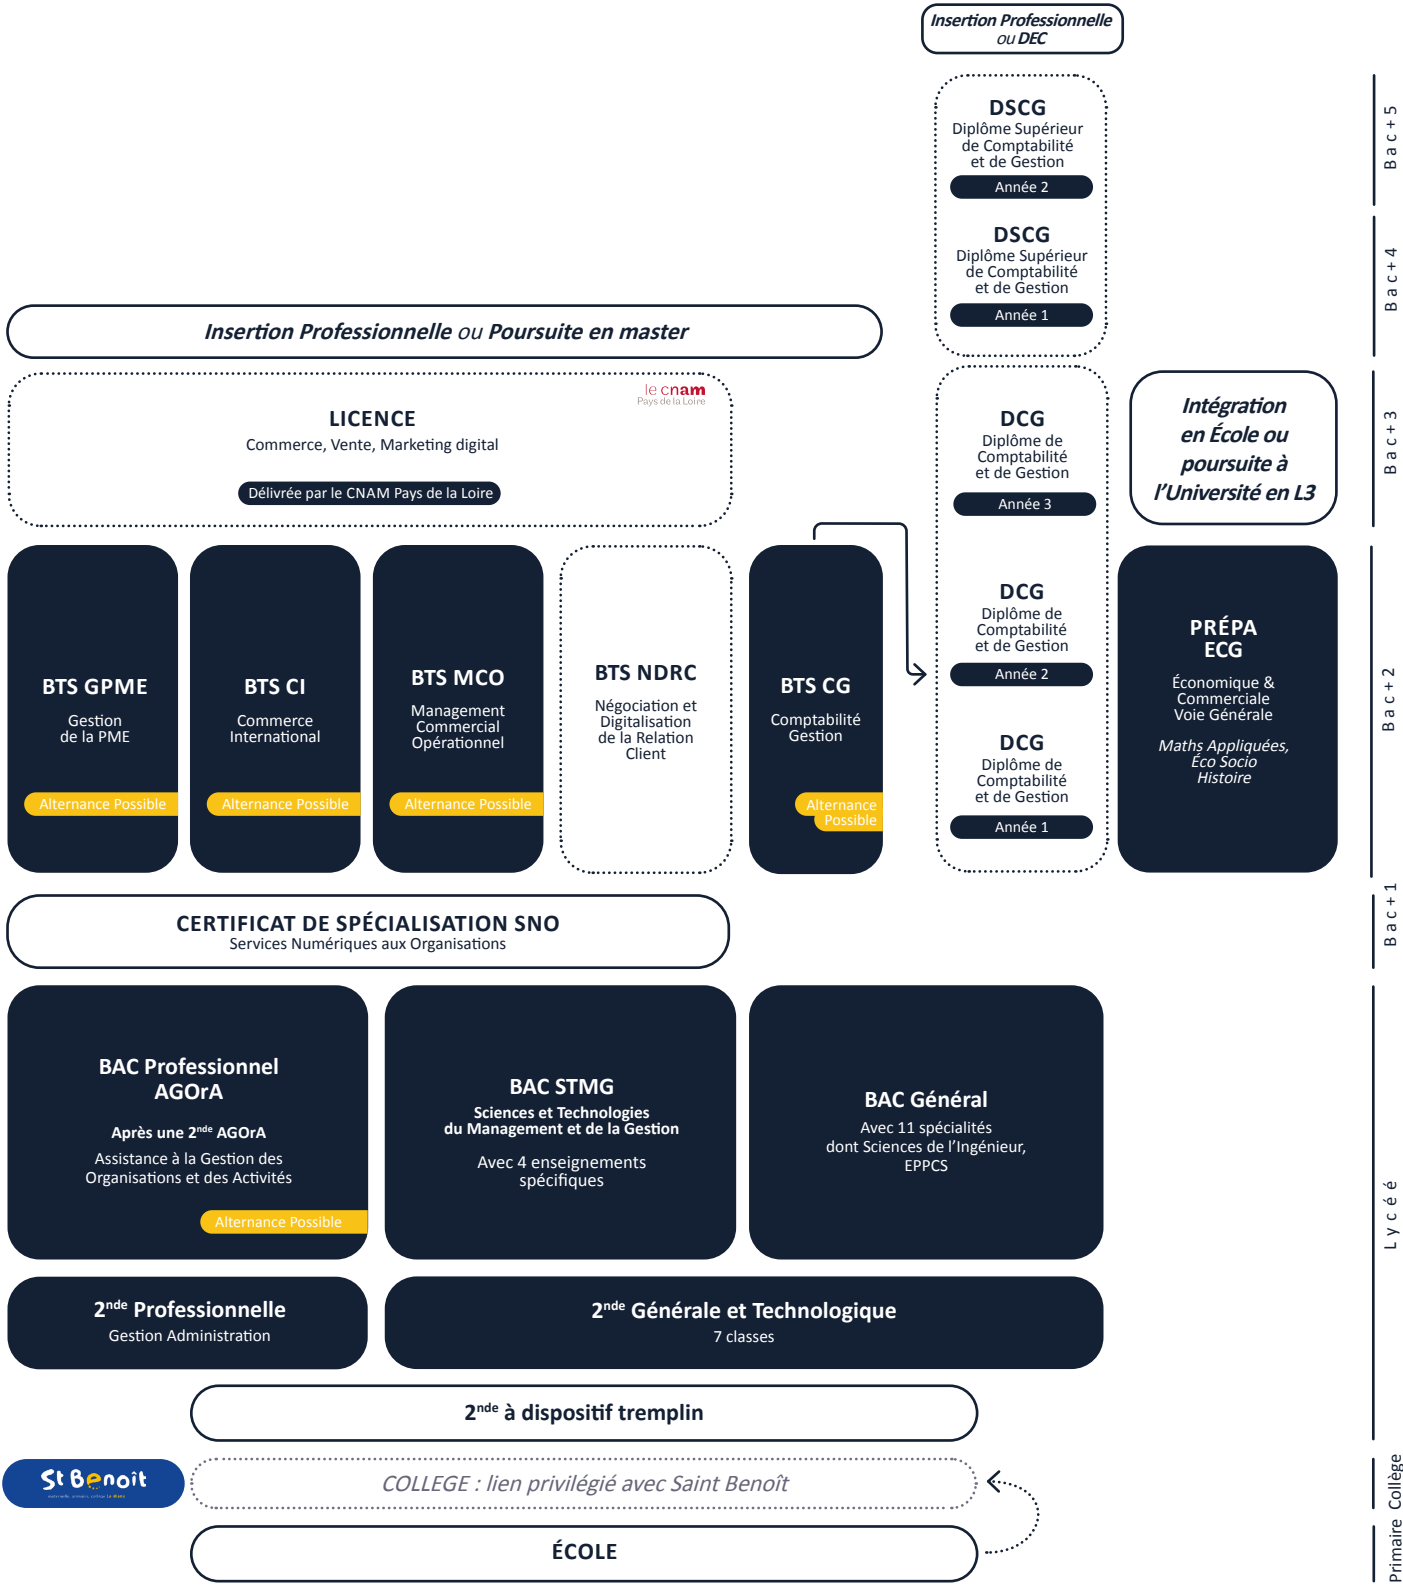 Insertion Professionnelle
ou DEC
DSCG
Diplôme Supérieur
de Comptabilité
et de Gestion
Année 2
Bac+5
DSCG
Diplôme Supérieur
de Comptabilité
et de Gestion
Année 1
Bac+4
Insertion Professionnelle ou Poursuite en master
le cnam
Pays de la Loire
LICENCE
Commerce, Vente, Marketing digital
Délivrée par le CNAM Pays de la Loire
DCG
Diplôme de
Comptabilité
et de Gestion
Année 3
Intégration
en École ou
poursuite à
l'Université en L3
Bac+3
BTS GPME
Gestion
de la PME
Alternance Possible
BTS CI
Commerce
International
Alternance Possible
BTS MCO
Management
Commercial
Opérationnel
Alternance Possible
BTS NDRC
Négociation et
Digitalisation
de la Relation
Client
BTS CG
Comptabilité
Gestion
Alternance
Possible
DCG
Diplôme de
Comptabilité
et de Gestion
Année 2
DCG
Diplôme de
Comptabilité
et de Gestion
Année 1
PRÉPA
ECG
Économique &
Commerciale
Voie Générale
Maths Appliquées,
Éco Socio
Histoire
Bac+2
CERTIFICAT DE SPÉCIALISATION SNO
Services Numériques aux Organisations
Bac+1
BAC Professionnel
AGOrA
Après une 2nde AGOrA
Assistance à la Gestion des
Organisations et des Activités
Alternance Possible
BAC STMG
Sciences et Technologies
du Management et de la Gestion
Avec 4 enseignements
spécifiques
BAC Général
Avec 11 spécialités
dont Sciences de l'Ingénieur,
EPPCS
Lycéé
2nde Professionnelle
Gestion Administration
2nde Générale et Technologique
7 classes
2nde à dispositif tremplin
St Benoît
COLLEGE : lien privilégié avec Saint Benoît
Collège
ÉCOLE
Primaire